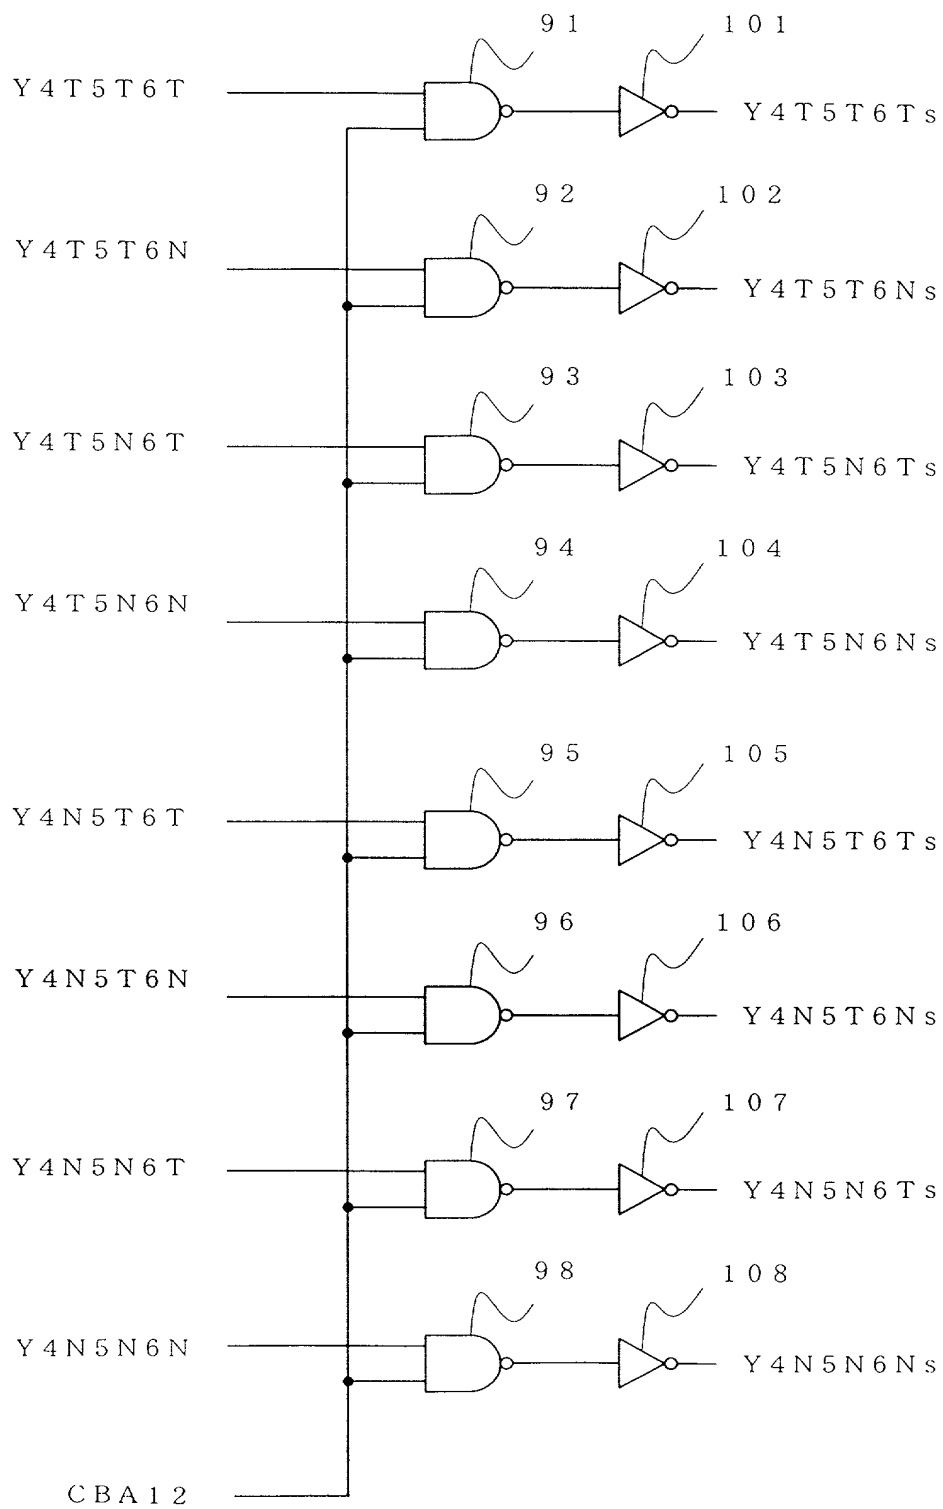 91
101
Y4T5T6T
Y4T5T6Ts
92
102
Y4T5T6N
Y4T5T6Ns
93
103
Y4T5N6T
Y4T5N6Ts
94
104
Y4T5N6N
Y4T5N6Ns
95
105
Y4N5T6T
Y4N5T6Ts
96
106
Y4N5T6N
Y4N5T6Ns
97
107
Y4N5N6T
Y4N5N6Ts
98
108
Y4N5N6N
Y4N5N6Ns
CBA12